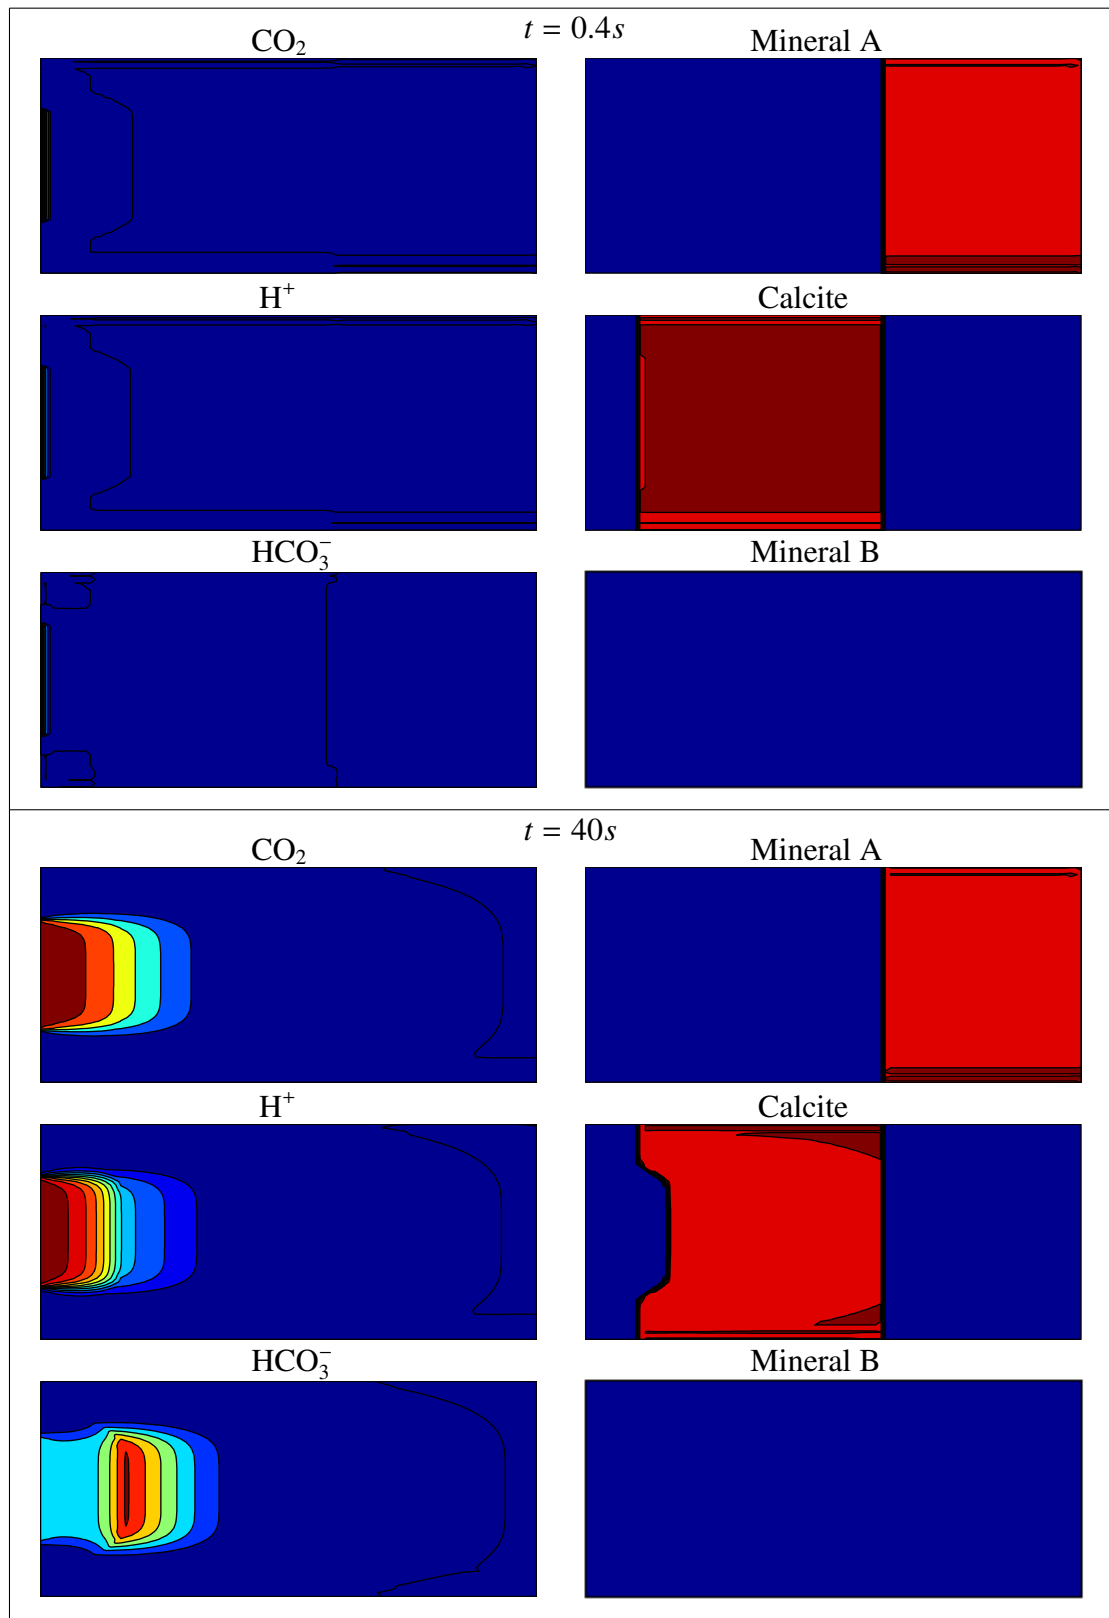 t = 0.4s
CO₂ Mineral A
H⁺ Calcite
HCO₃⁻ Mineral B
t = 40s
CO₂ Mineral A
H⁺ Calcite
HCO₃⁻ Mineral B